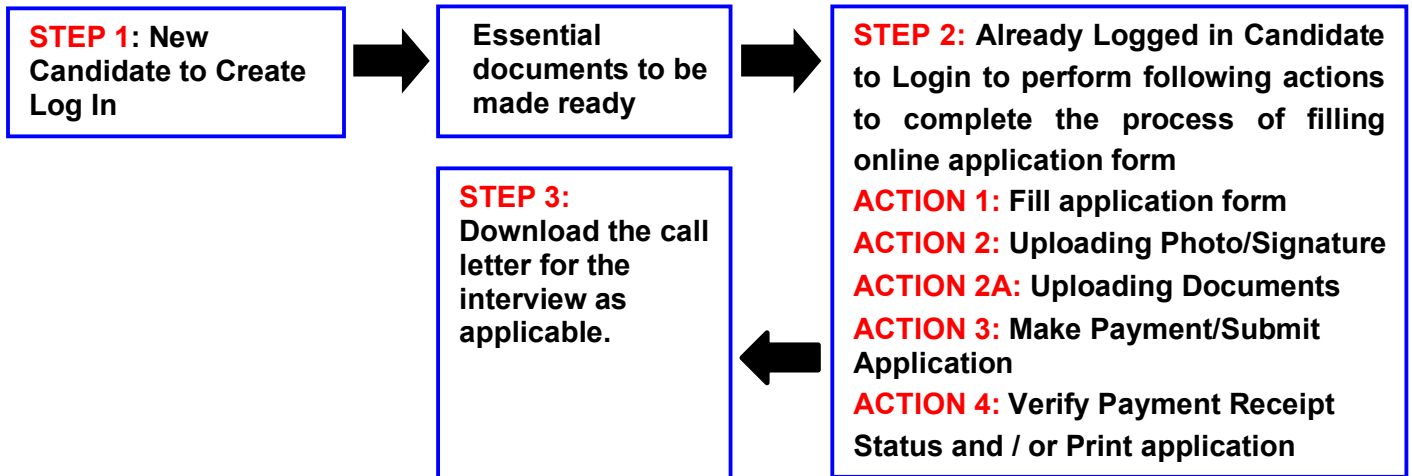 STEP 1: New
Candidate to Create
Log In
Essential
documents to be
made ready
STEP 2: Already Logged in Candidate
to Login to perform following actions
to complete the process of filling
online application form
ACTION 1: Fill application form
ACTION 2: Uploading Photo/Signature
ACTION 2A: Uploading Documents
ACTION 3: Make Payment/Submit
Application
ACTION 4: Verify Payment Receipt
Status and / or Print application
STEP 3:
Download the call
letter for the
interview as
applicable.